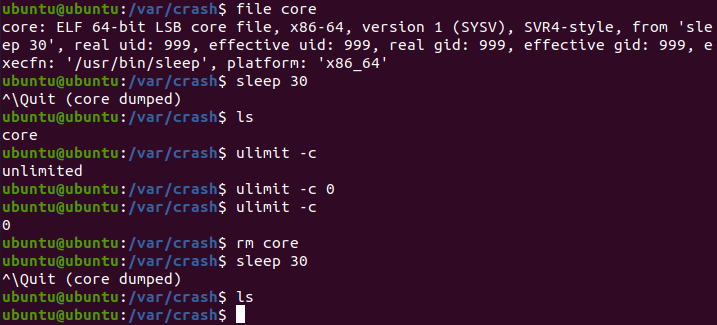 ubuntu@ubuntu:/var/crash$ file core
core: ELF 64-bit LSB core file, x86-64, version 1 (SYSV), SVR4-style, from 'sle
ep 30', real uid: 999, effective uid: 999, real gid: 999, effective gid: 999, e
xecfn: '/usr/bin/sleep', platform: 'x86_64'
ubuntu@ubuntu:/var/crash$ sleep 30
^\Quit (core dumped)
ubuntu@ubuntu:/var/crash$ ls
core
ubuntu@ubuntu:/var/crash$ ulimit -c
unlimited
ubuntu@ubuntu:/var/crash$ ulimit -c 0
ubuntu@ubuntu:/var/crash$ ulimit -c
0
ubuntu@ubuntu:/var/crash$ rm core
ubuntu@ubuntu:/var/crash$ sleep 30
^\Quit (core dumped)
ubuntu@ubuntu:/var/crash$ ls
ubuntu@ubuntu:/var/crash$